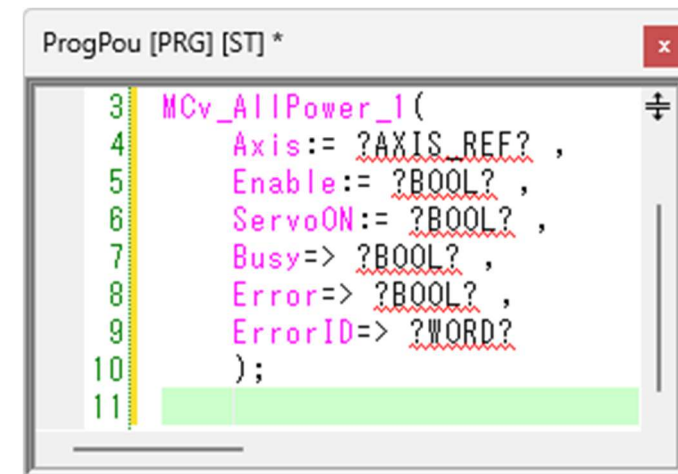 ProgPou [PRG] [ST] *
x
3 MCv_AllPower_1(
4 Axis:= ?AXIS_REF? ,
5 Enable:= ?BOOL? ,
6 ServoON:= ?BOOL? ,
7 Busy=> ?BOOL? ,
8 Error=> ?BOOL? ,
9 ErrorID=> ?WORD?
10 );
11